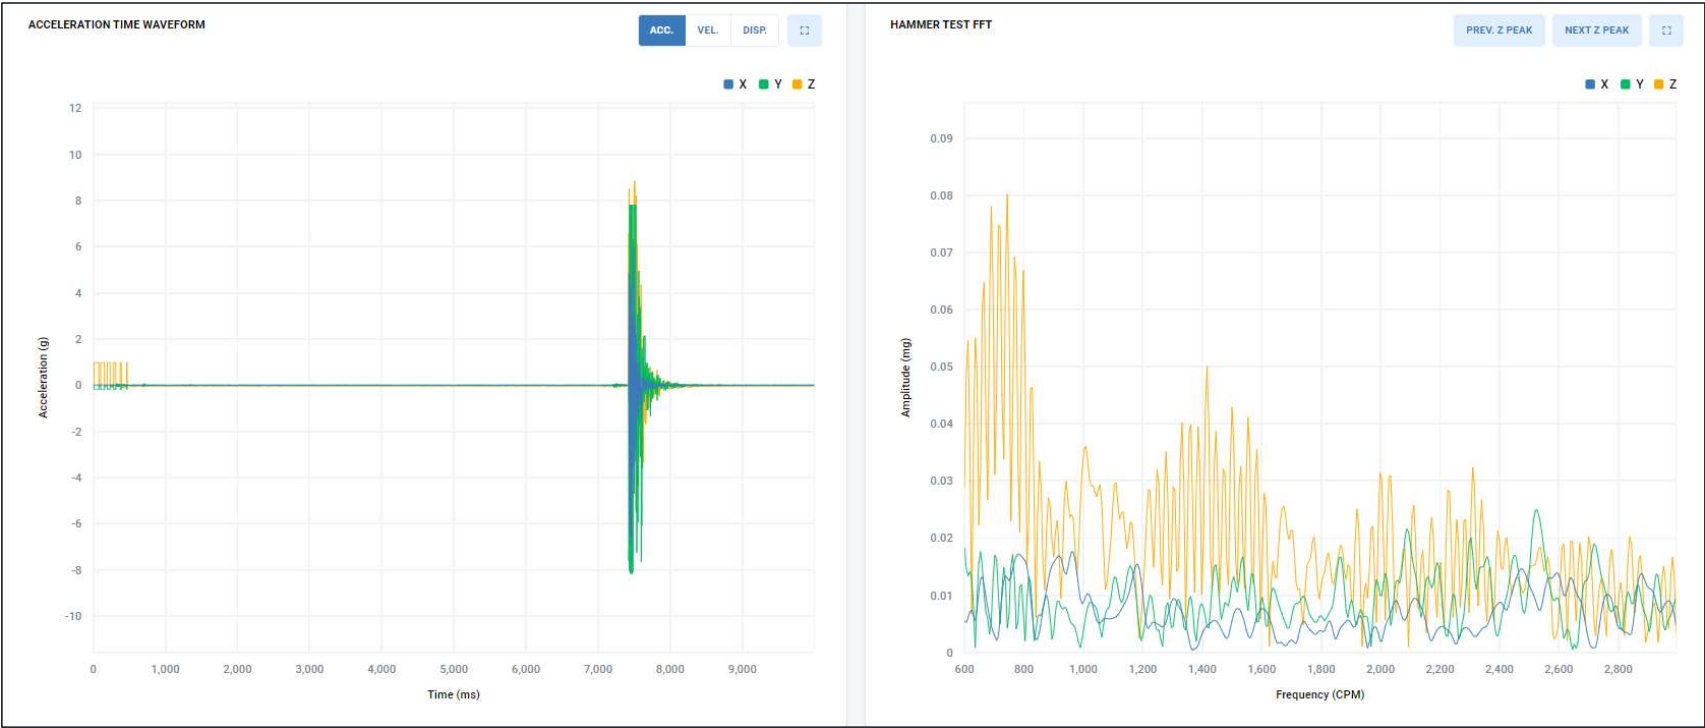 ACCELERATION TIME WAVEFORM
ACC. VEL. DISP.
X Y Z
12
10
8
6
4
2
0
-2
-4
-6
-8
-10
Acceleration (g)
0 1,000 2,000 3,000 4,000 5,000 6,000 7,000 8,000 9,000
Time (ms)
HAMMER TEST FFT
PREV. Z PEAK NEXT Z PEAK
X Y Z
0.09
0.08
0.07
0.06
0.05
0.04
0.03
0.02
0.01
0
Amplitude (mg)
600 800 1,000 1,200 1,400 1,600 1,800 2,000 2,200 2,400 2,600 2,800
Frequency (CPM)